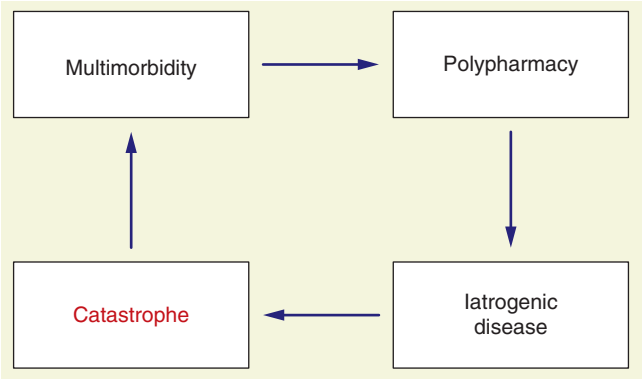 Multimorbidity
Polypharmacy
Catastrophe
Iatrogenic
disease